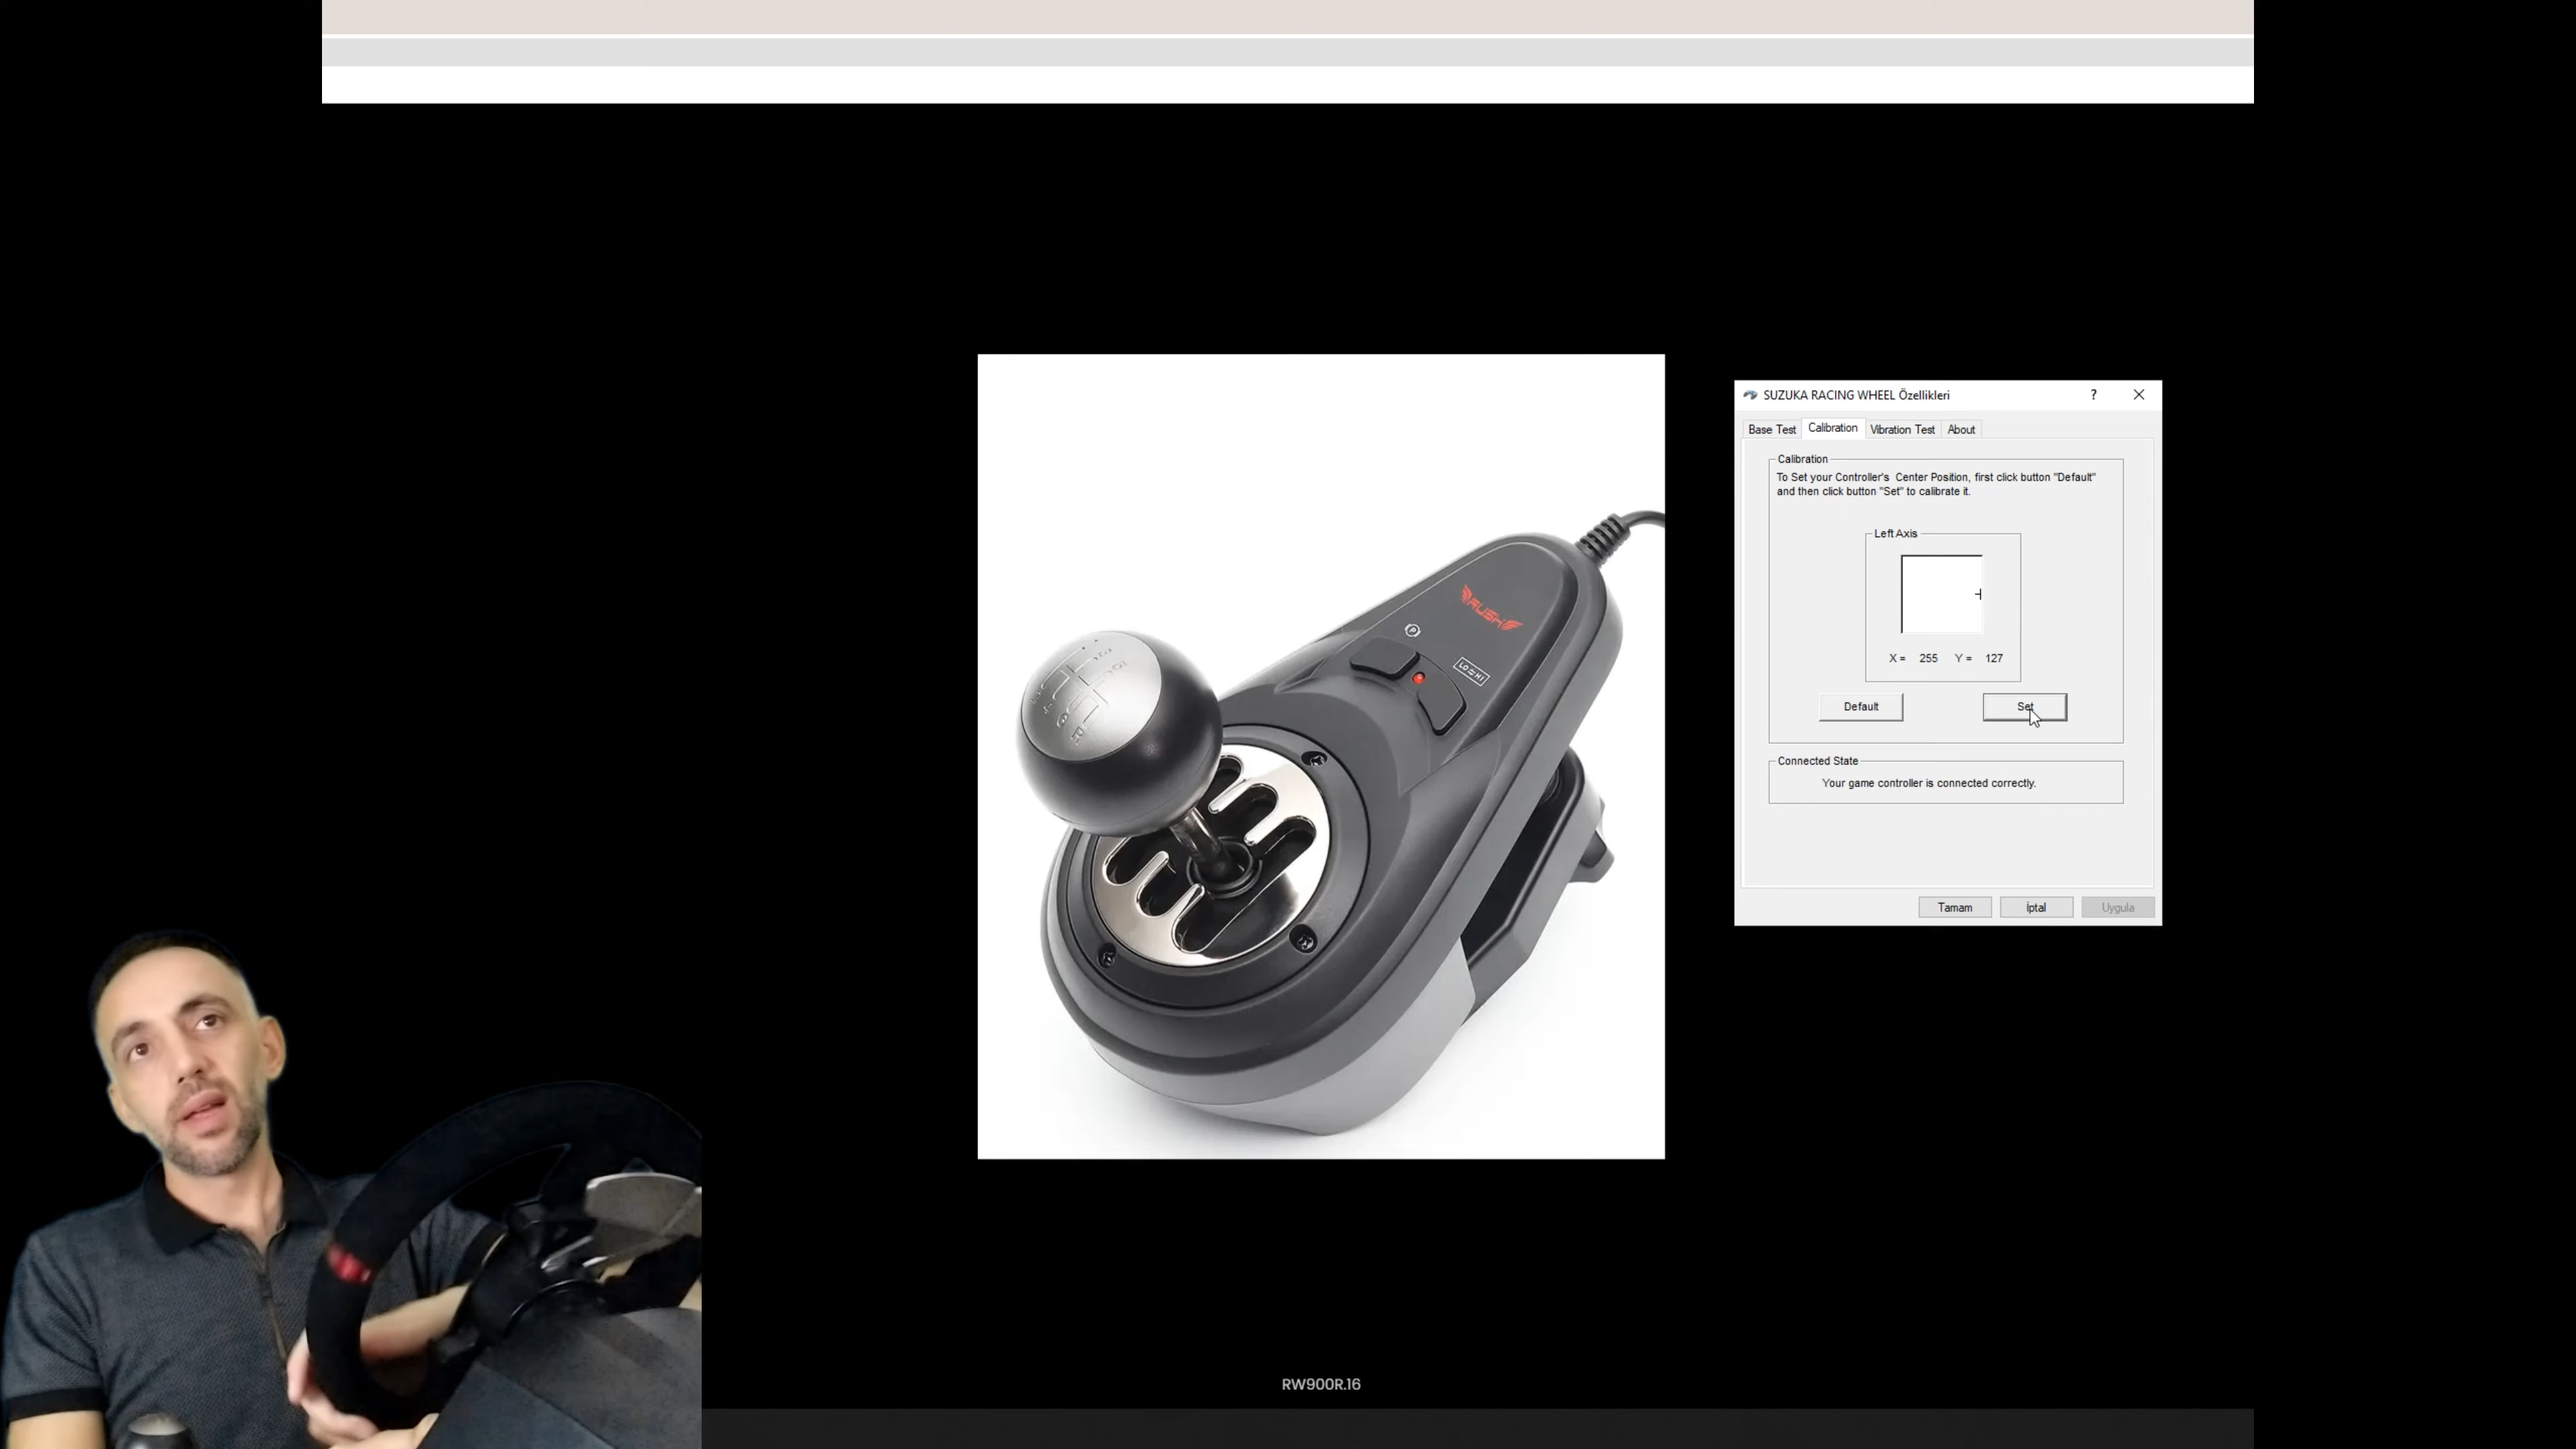 SUZUKA RACING WHEEL Özellikleri
?
Base Test
Calibration
Vibration Test
About
Calibration
To Set your Controller's Center Position, first click button "Default"
and then click button "Set" to calibrate it.
Left Axis
X = 255 Y = 127
Default
Set
Connected State
Your game controller is connected correctly.
Tamam
İptal
Uygula
RUSH
P
RW900R.16